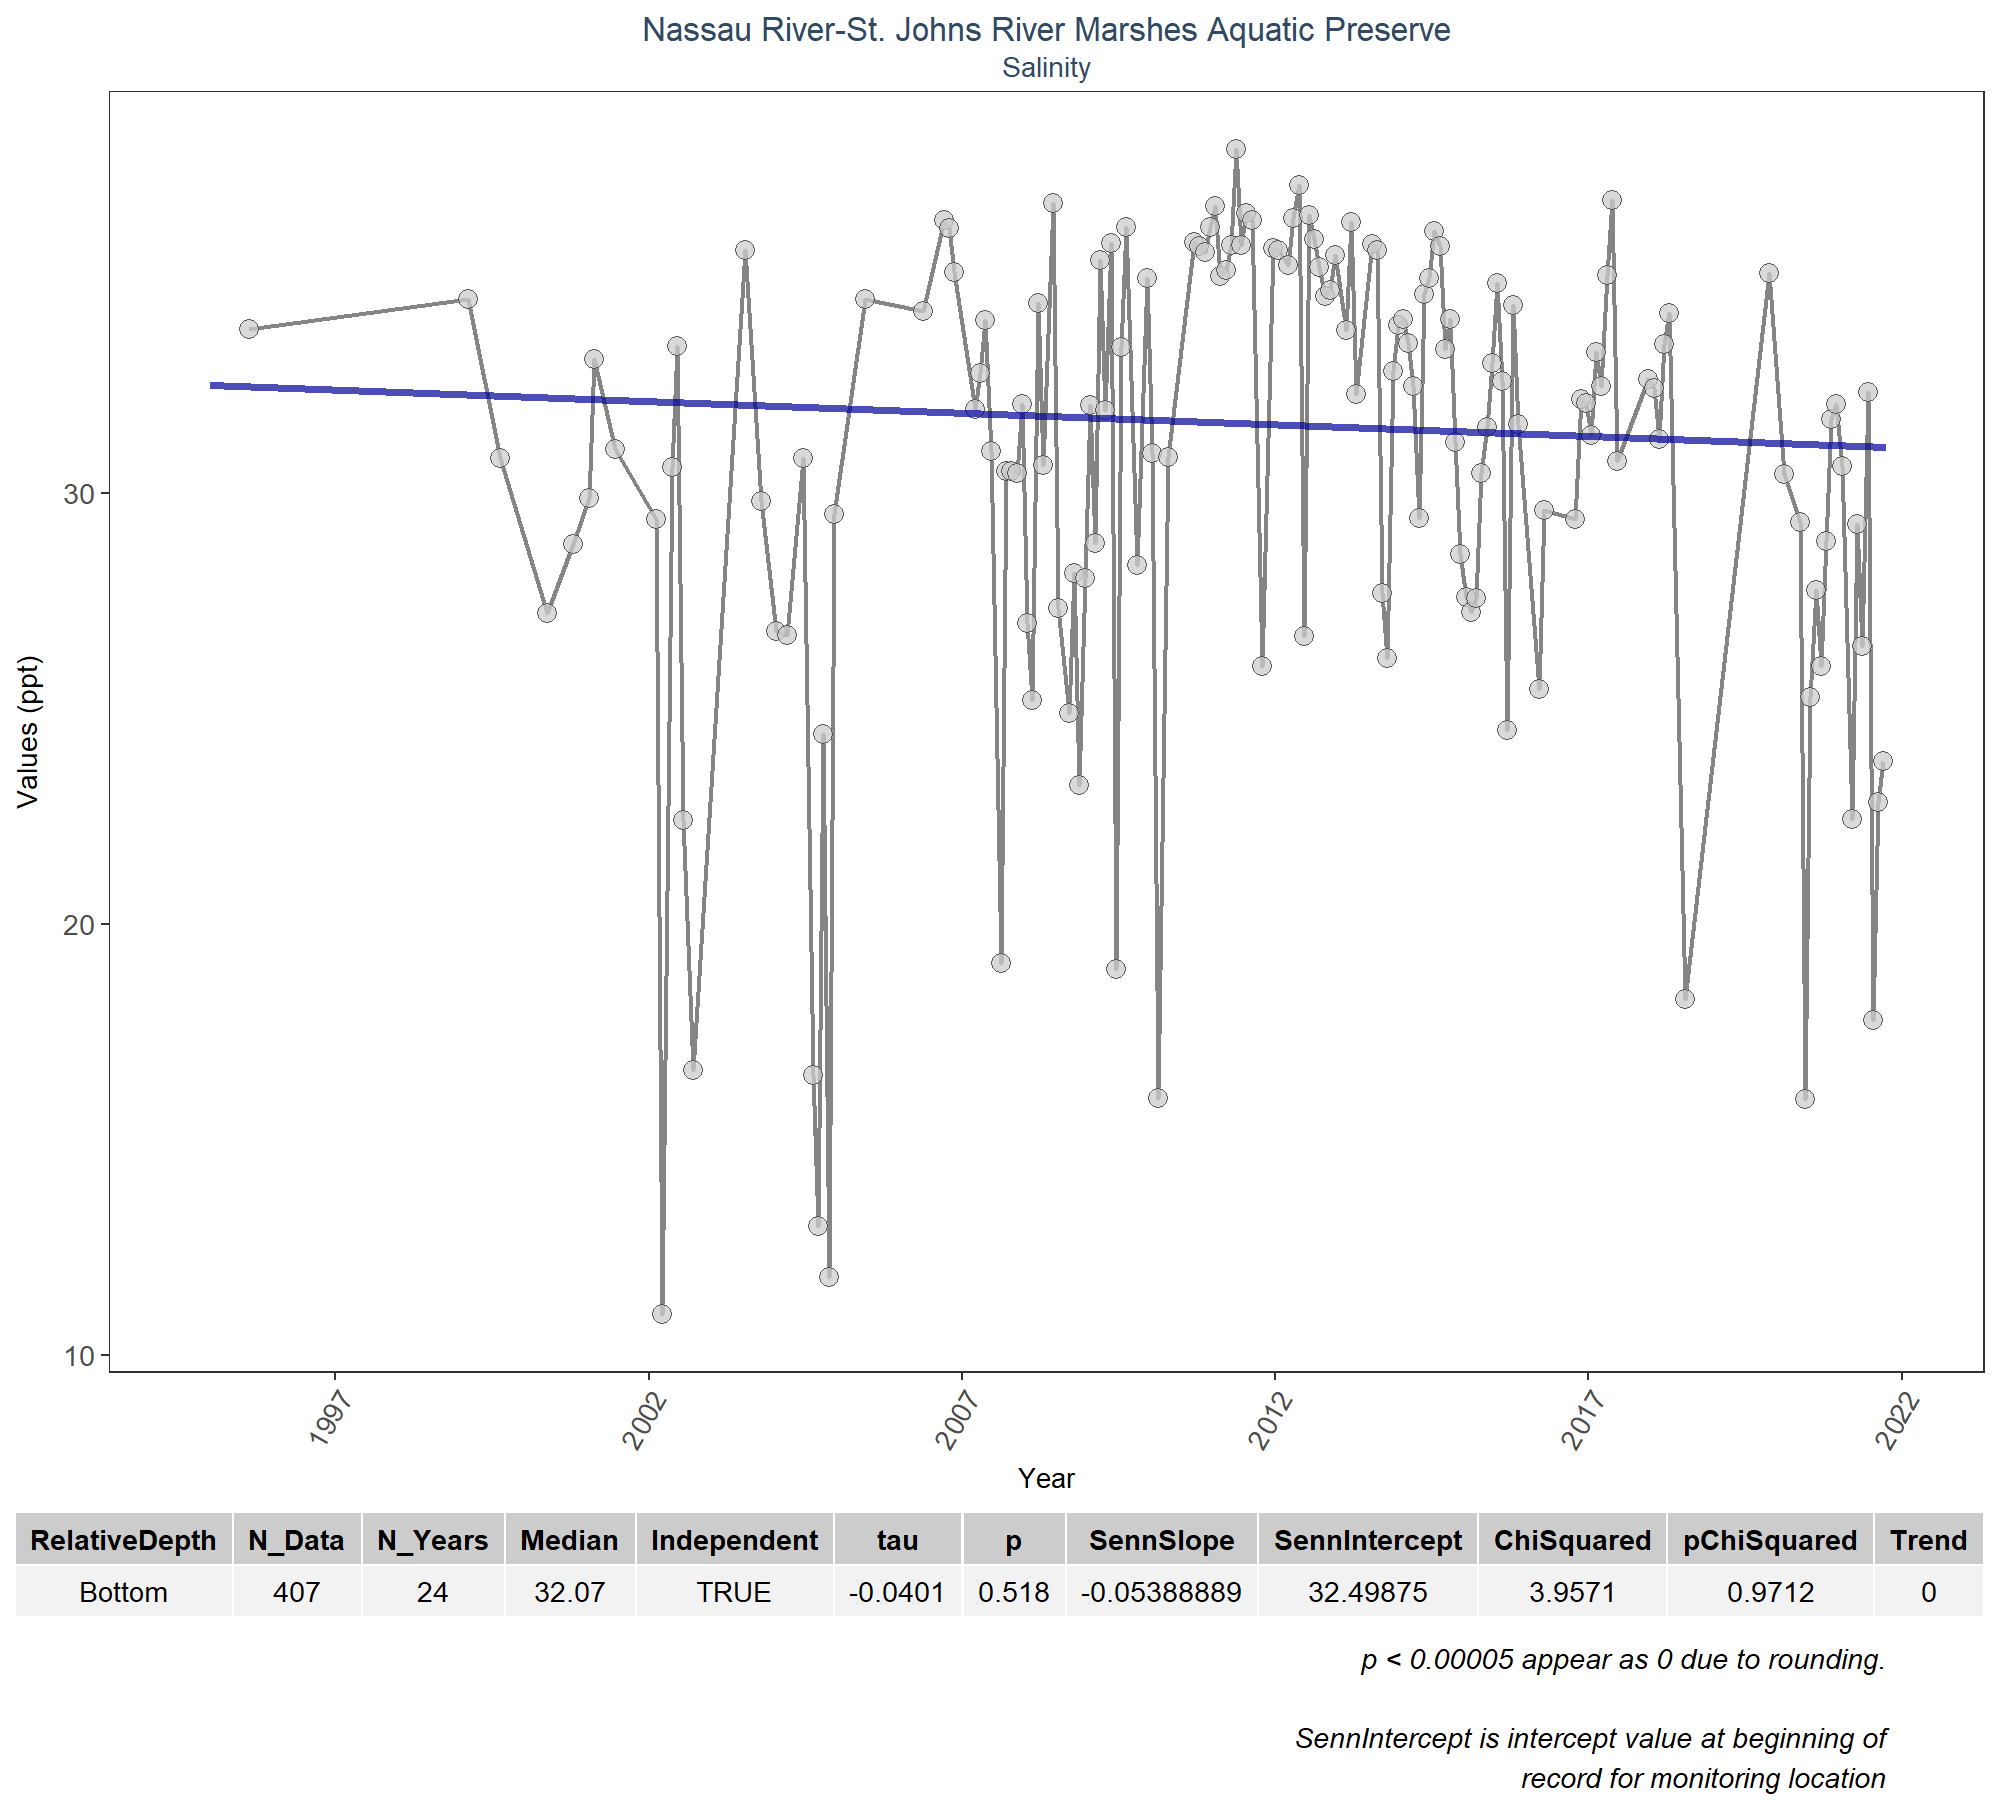 Nassau River-St. Johns River Marshes Aquatic Preserve
Salinity
Values (ppt)
30
20
10
1997
2002
2007
2012
2017
2022
Year
RelativeDepth N_Data N_Years Median Independent tau p SennSlope SennIntercept ChiSquared pChiSquared Trend
Bottom 407 24 32.07 TRUE -0.0401 0.518 -0.05388889 32.49875 3.9571 0.9712 0
p < 0.00005 appear as 0 due to rounding.
SennIntercept is intercept value at beginning of
record for monitoring location